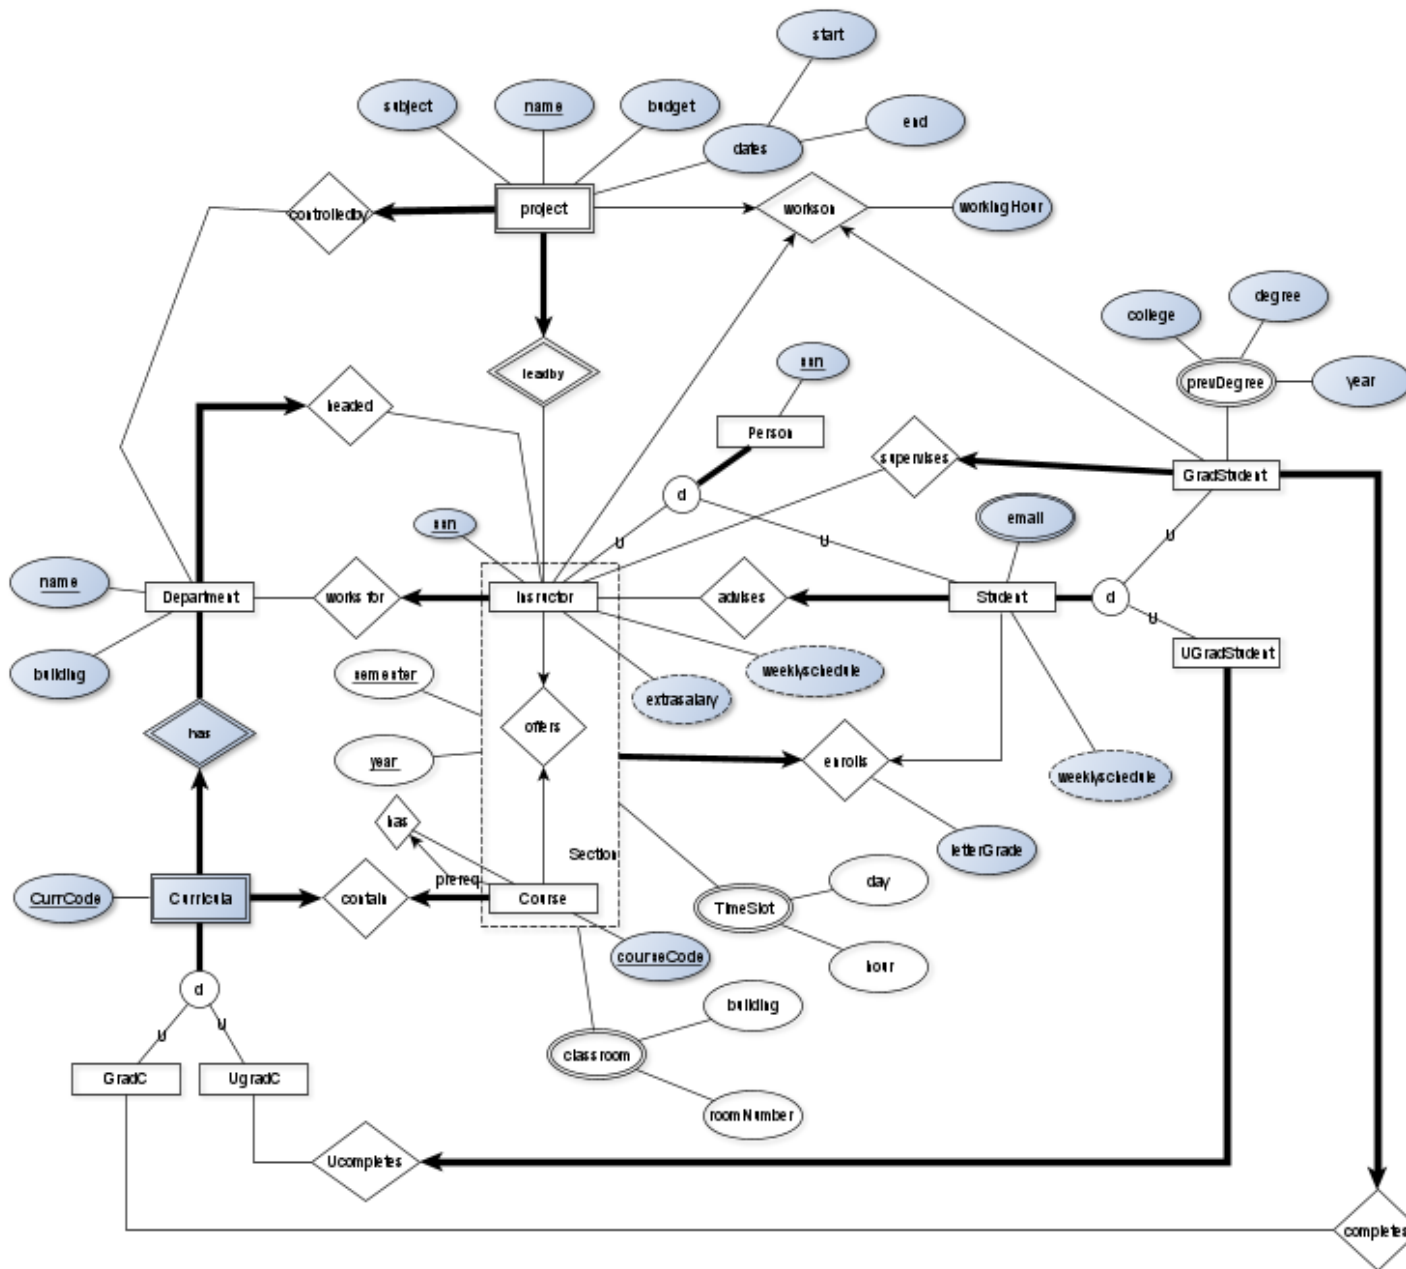 start
subject
name
budget
end
dates
controlledby
project
workson
workingHour
degree
college
ssn
leadby
prevDegree
year
headed
Person
supervises
GradStudent
d
email
ssn
U
U
U
name
Department
works for
Instructor
advises
Student
d
U
UGradStudent
building
semester
weeklyschedule
extrasalary
has
offers
year
enrolls
weeklyschedule
has
Section
letterGrade
prereq
day
CurrCode
Curricula
contain
Course
TimeSlot
courseCode
hour
d
building
U
U
classroom
GradC
UgradC
roomNumber
Ucompletes
completes